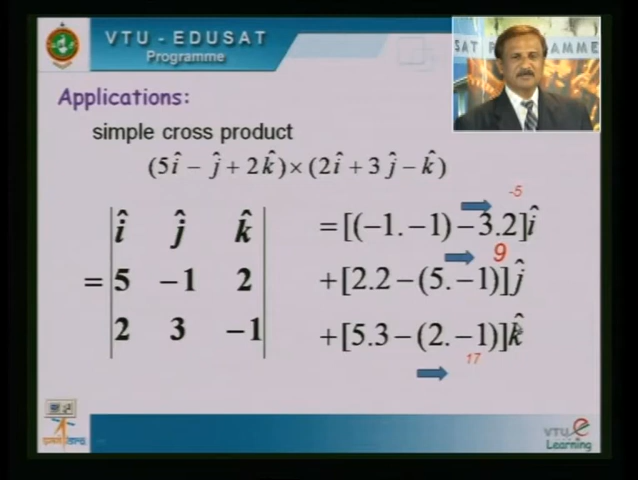 VTU - EDUSAT
Programme
SAT P   AMME
Applications:
simple cross product
(5î − ĵ + 2k̂) × (2î + 3ĵ − k̂)
-5
î ĵ k̂
=[(−1.−1)−3.2]î
9
= 5 −1 2
+[2.2−(5.−1)]ĵ
2 3 −1
+[5.3−(2.−1)]k̂
17
VTU e
Learning